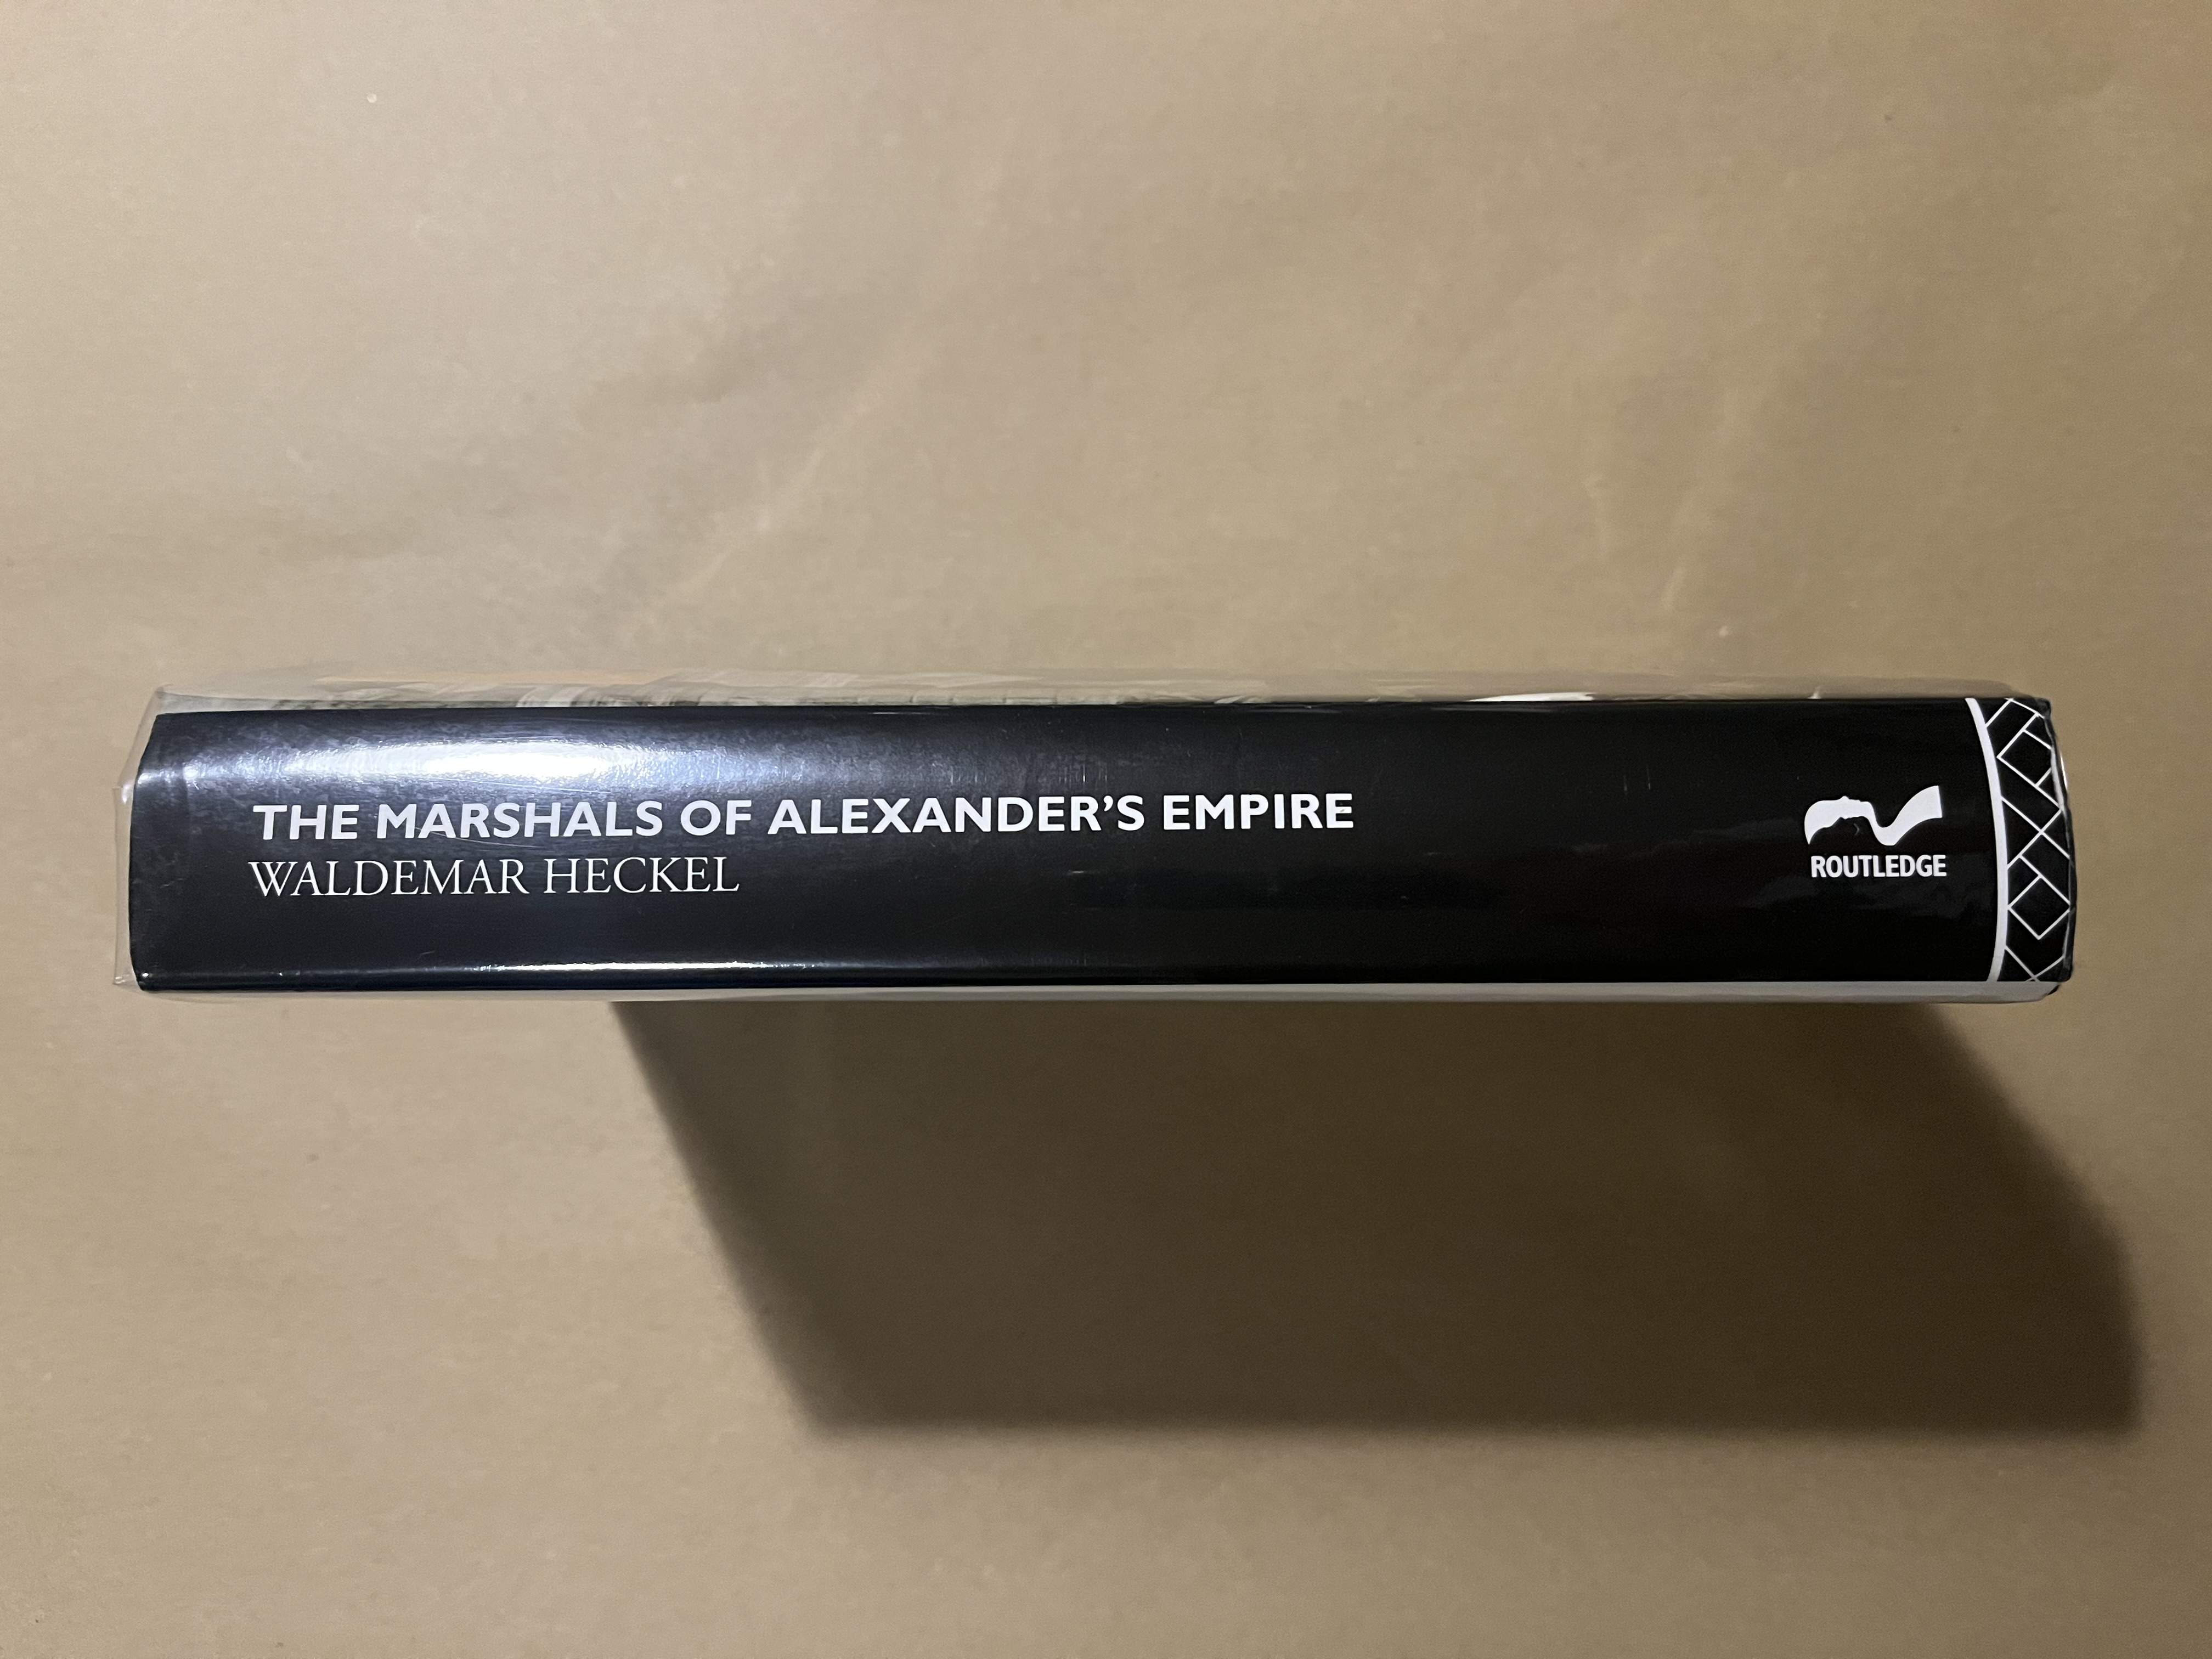 THE MARSHALS OF ALEXANDER'S EMPIRE
WALDEMAR HECKEL
ROUTLEDGE